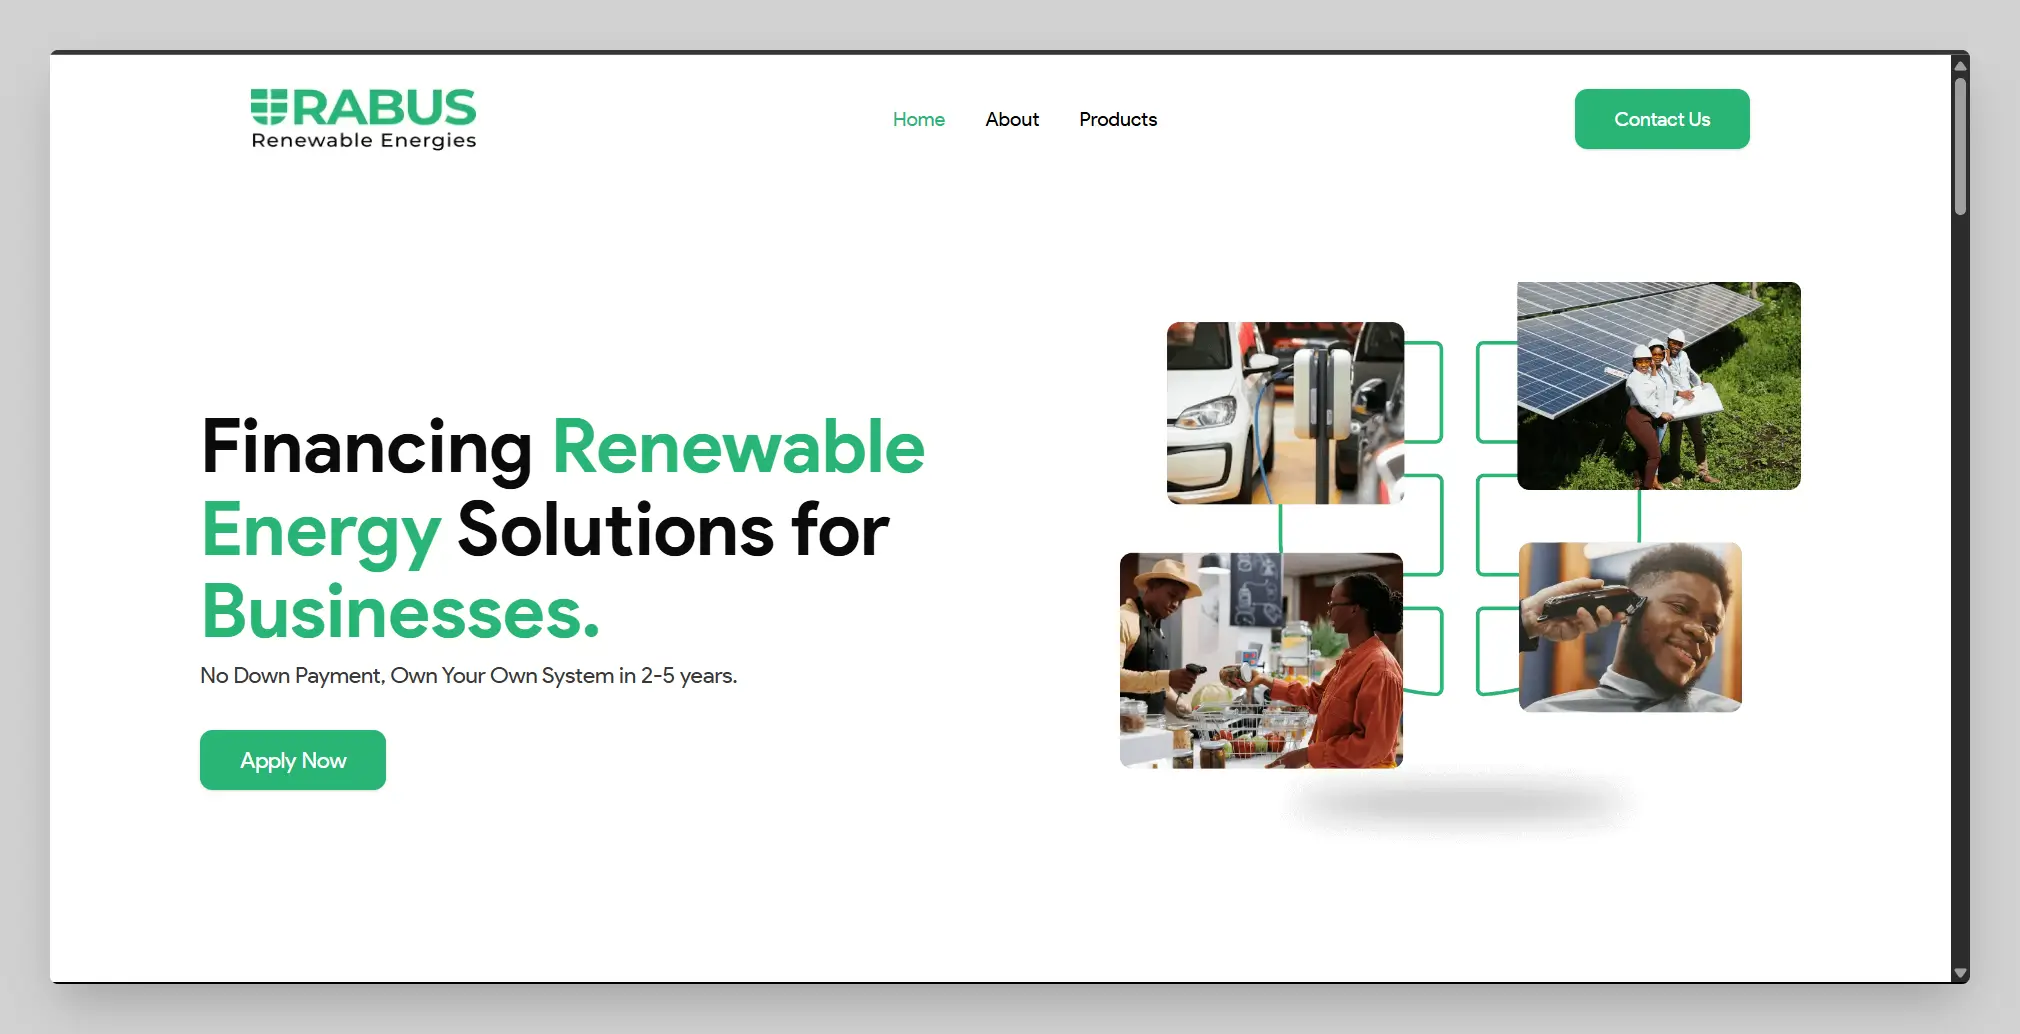 RABUS
Renewable Energies
Home
About
Products
Contact Us
Financing Renewable
Energy Solutions for
Businesses.
No Down Payment, Own Your Own System in 2-5 years.
Apply Now